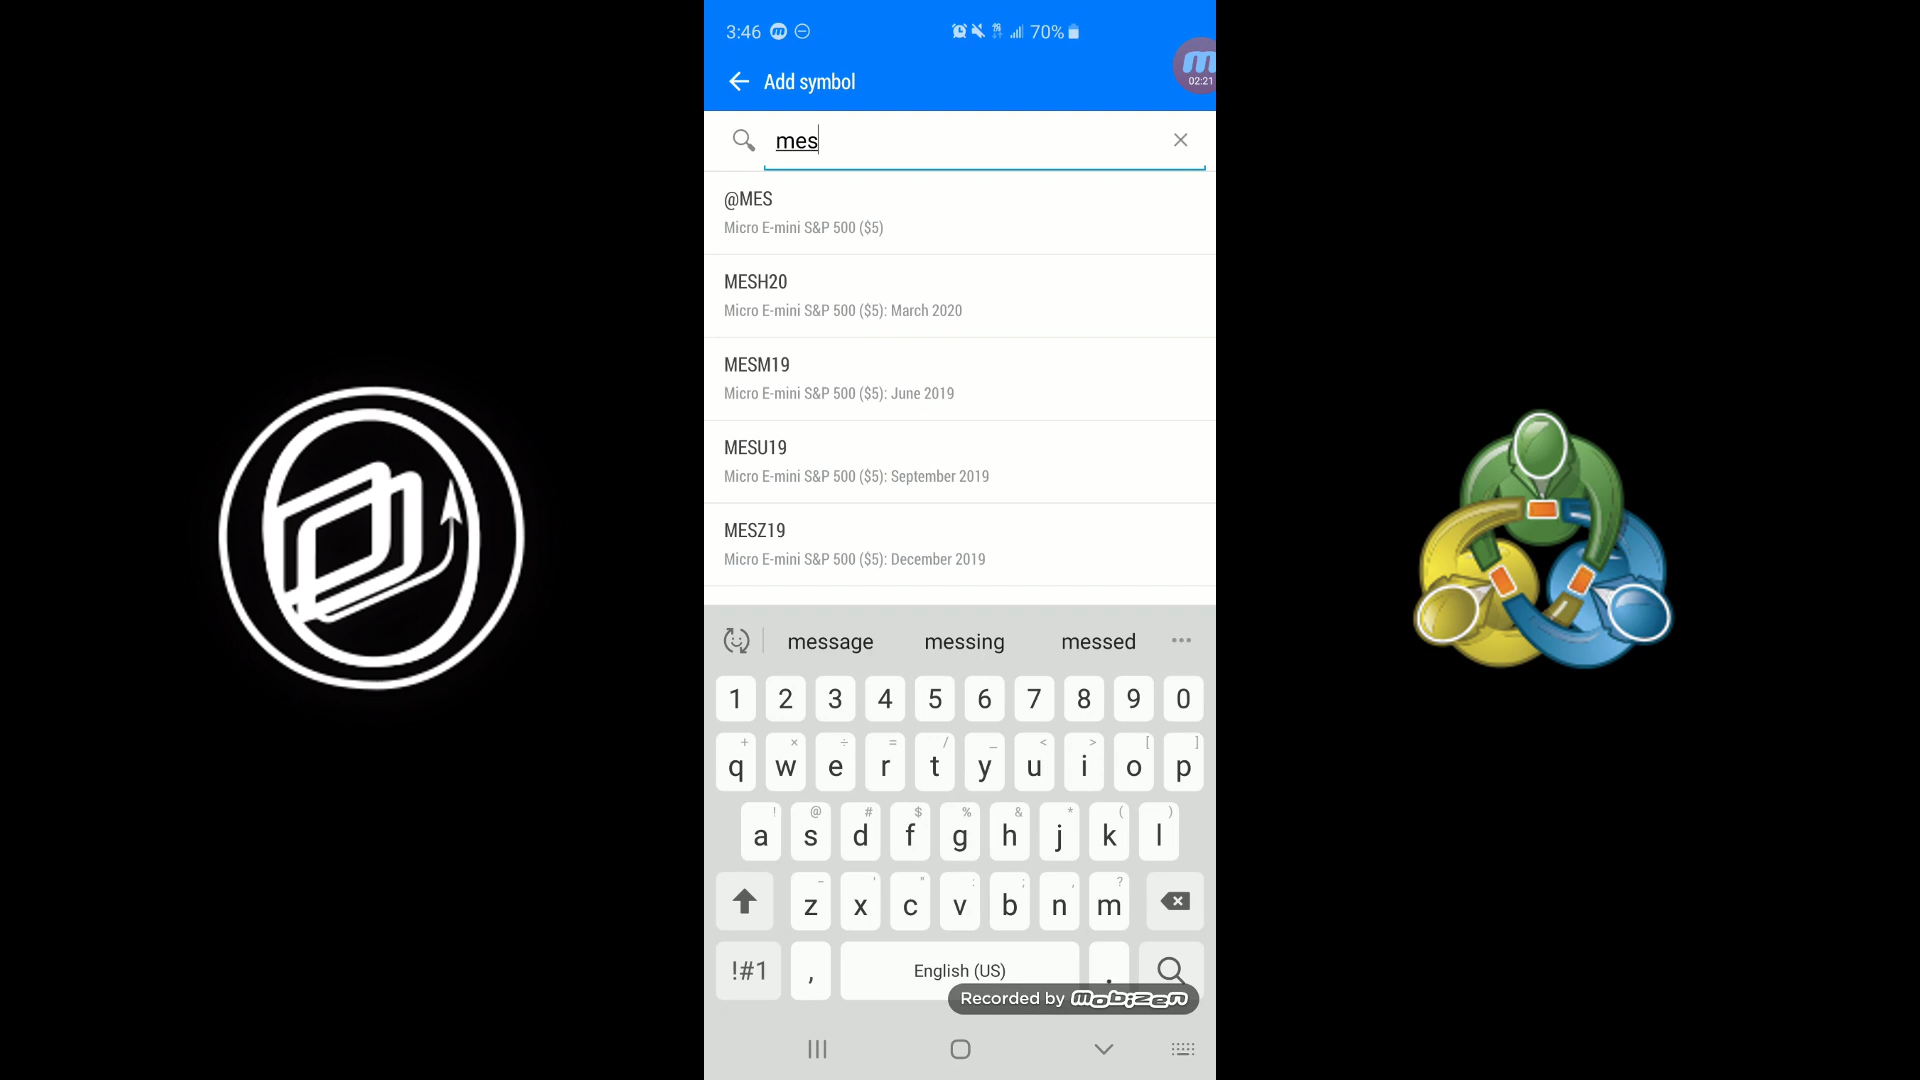 3:46 70%
Add symbol
02:21
mes
@MES
Micro E-mini S&P 500 ($5)
MESH20
Micro E-mini S&P 500 ($5): March 2020
MESM19
Micro E-mini S&P 500 ($5): June 2019
MESU19
Micro E-mini S&P 500 ($5): September 2019
MESZ19
Micro E-mini S&P 500 ($5): December 2019
message messing messed
1 2 3 4 5 6 7 8 9 0
+ × ÷ = / _ < > [ ]
q w e r t y u i o p
! @ # $ % & * ( )
a s d f g h j k l
- ' " : ; , ?
z x c v b n m
!#1 , English (US) .
Recorded by mobizen